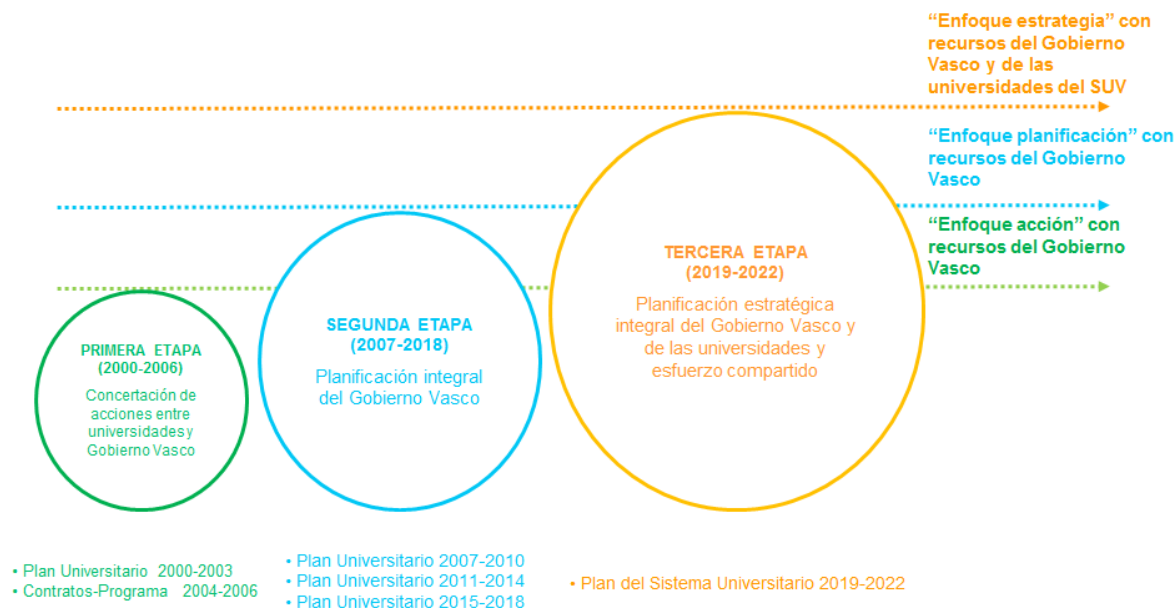 “Enfoque estrategia” con
recursos del Gobierno
Vasco y de las
universidades del SUV
“Enfoque planificación” con
recursos del Gobierno
Vasco
“Enfoque acción” con
recursos del Gobierno
Vasco
PRIMERA ETAPA
(2000-2006)
Concertación de
acciones entre
universidades y
Gobierno Vasco
SEGUNDA ETAPA
(2007-2018)
Planificación integral
del Gobierno Vasco
TERCERA ETAPA
(2019-2022)
Planificación estratégica
integral del Gobierno Vasco y
de las universidades y
esfuerzo compartido
• Plan Universitario 2000-2003
• Contratos-Programa 2004-2006
• Plan Universitario 2007-2010
• Plan Universitario 2011-2014
• Plan Universitario 2015-2018
• Plan del Sistema Universitario 2019-2022